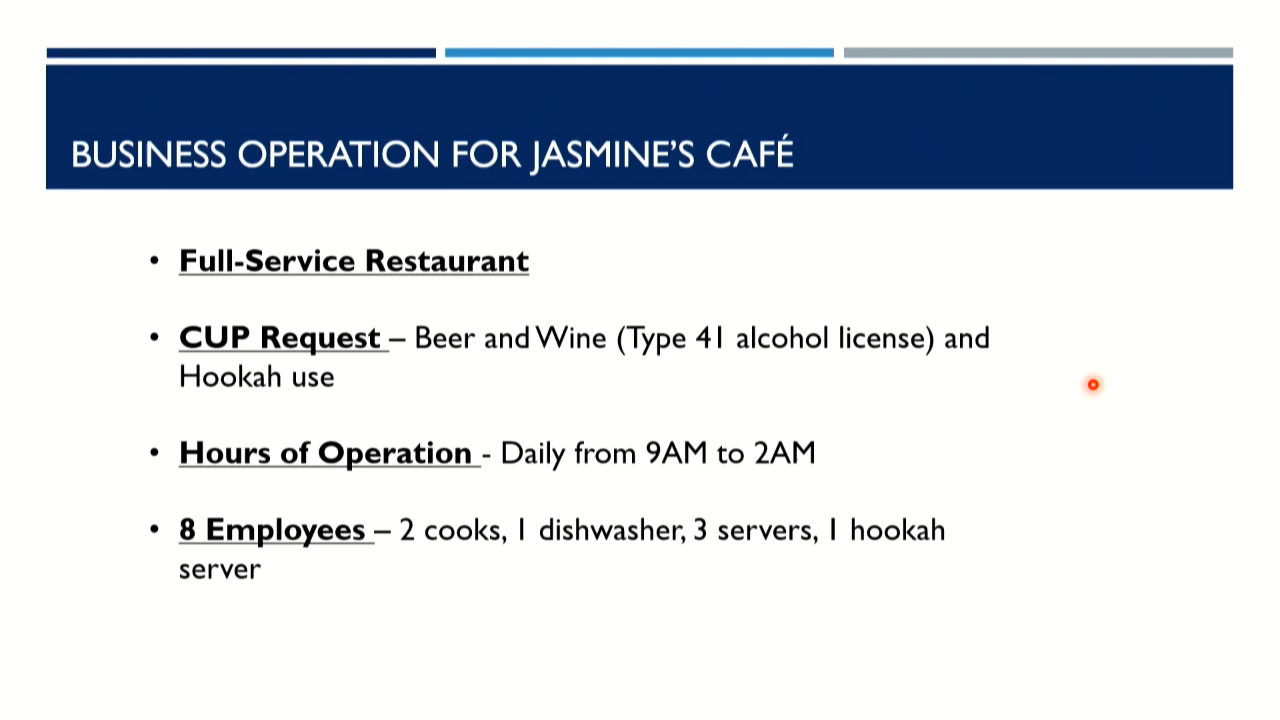 BUSINESS OPERATION FOR JASMINE'S CAFÉ
• Full-Service Restaurant
• CUP Request – Beer and Wine (Type 41 alcohol license) and
Hookah use
• Hours of Operation - Daily from 9AM to 2AM
• 8 Employees – 2 cooks, 1 dishwasher, 3 servers, 1 hookah
server